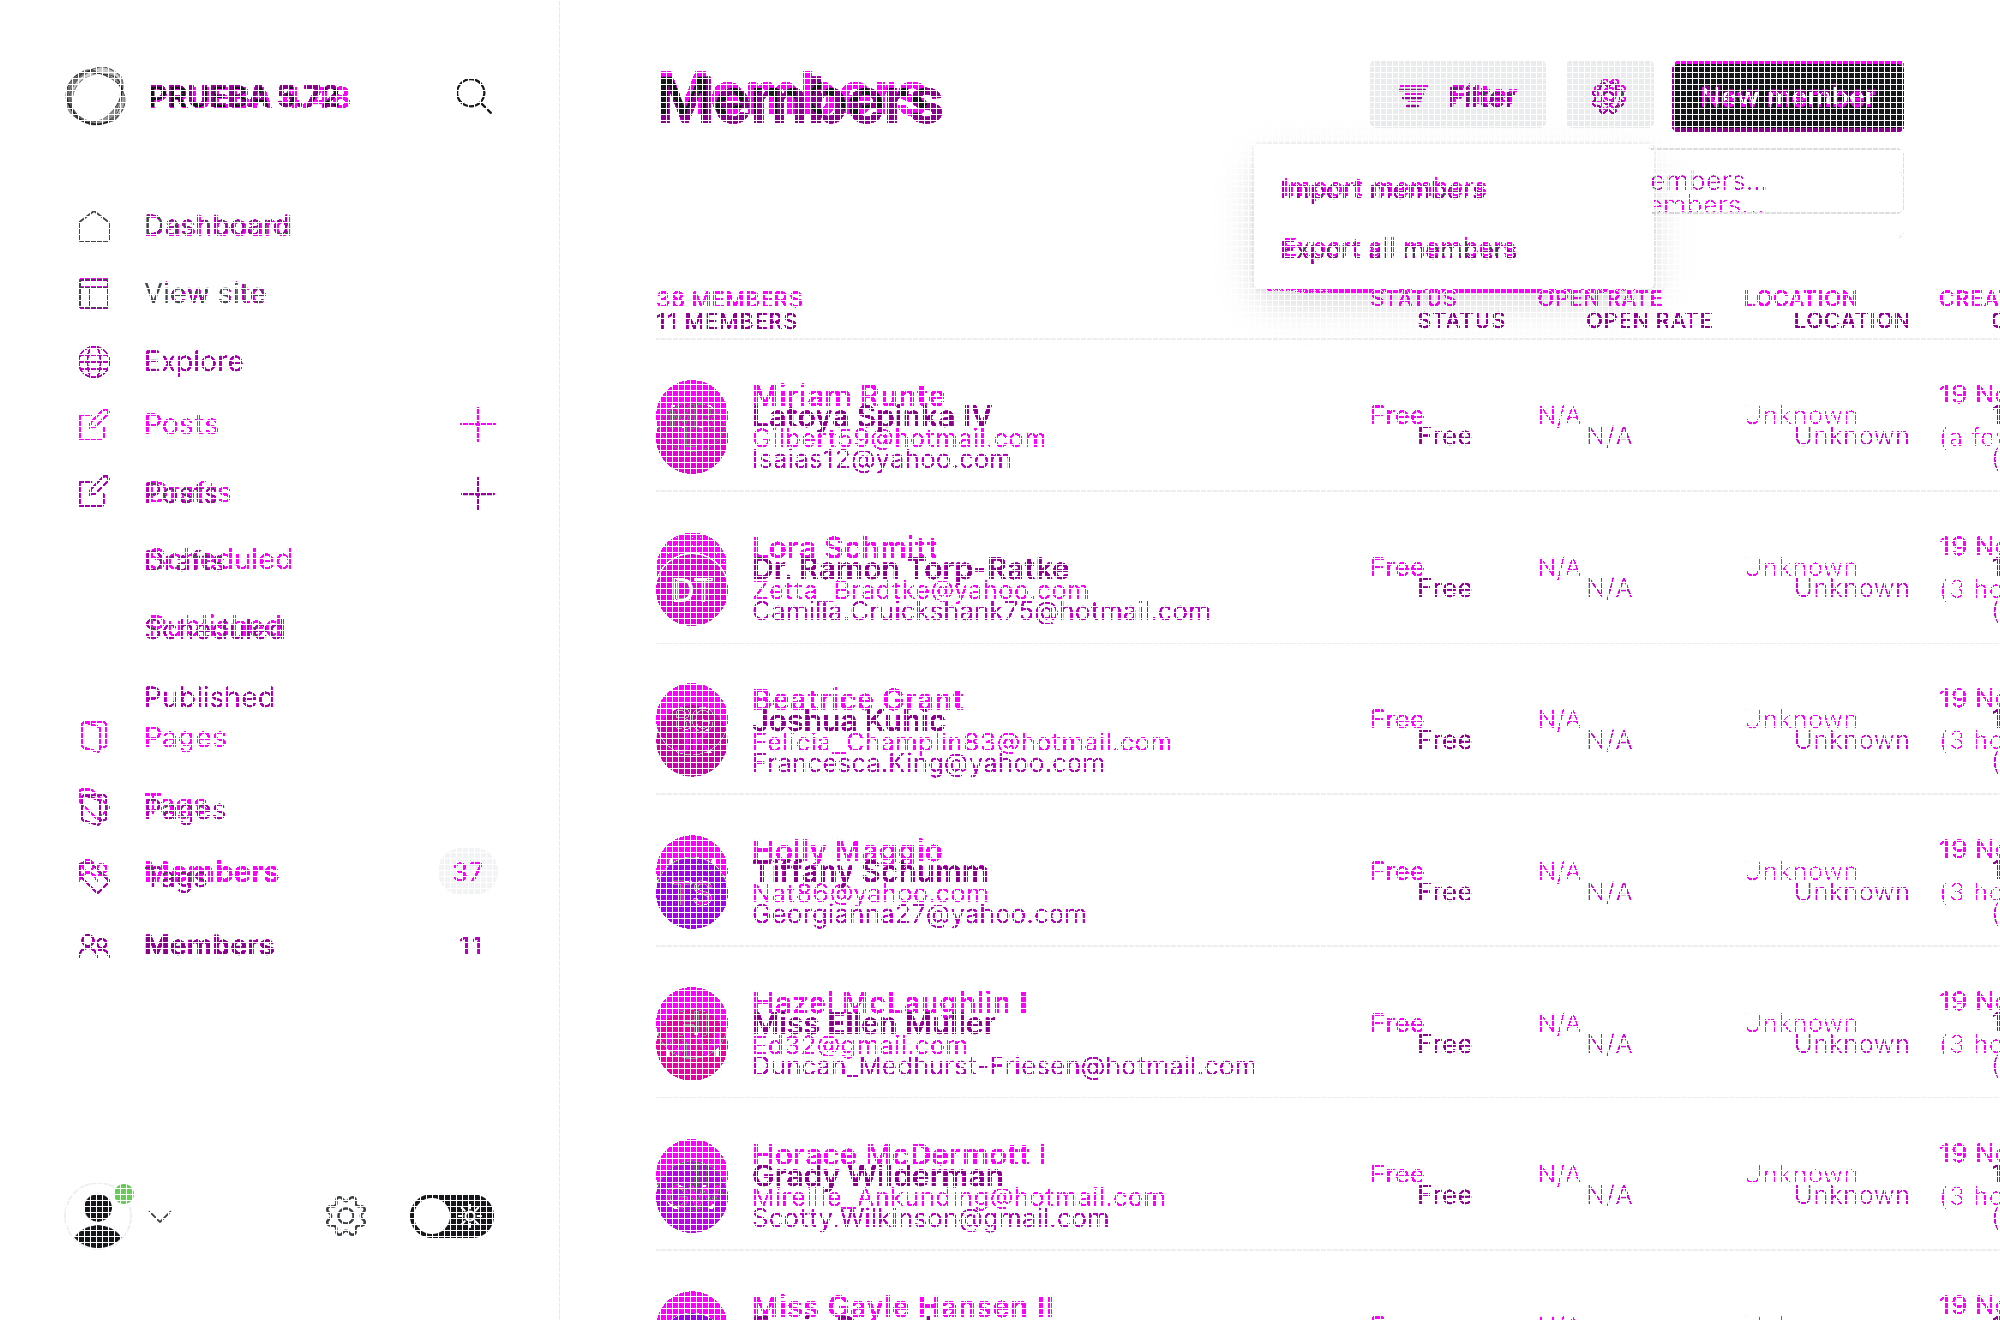 PRUEBA
Members
Filter
New member
Import members
embers...
embers...
Export all members
Dashboard
View site
Explore
Posts
Posts
Scheduled
Published
Published
Pages
Tags
Pages
Members 37
Tags
Members 11
38 MEMBERS STATUS OPEN RATE LOCATION
11 MEMBERS STATUS OPEN RATE LOCATION
Miriam Runte
Latoya Spinka IV
Gilbert59@hotmail.com
Isaias12@yahoo.com
Free N/A Unknown
Free N/A Unknown
19 N
(a fe
Lora Schmitt
Dr. Ramon Torp-Ratke
Zetta_Bradtke@yahoo.com
Camilla.Cruickshank75@hotmail.com
DT
Free N/A Unknown
Free N/A Unknown
19 N
(3 ho
Beatrice Grant
Joshua Kuhic
Felicia_Champlin83@hotmail.com
Francesca.King@yahoo.com
Free N/A Unknown
Free N/A Unknown
19 N
(3 ho
Holly Maggio
Tiffany Schumm
Nat86@yahoo.com
Georgianna27@yahoo.com
Free N/A Unknown
Free N/A Unknown
19 N
(3 ho
Hazel McLaughlin I
Miss Ellen Muller
Ed32@gmail.com
Duncan_Medhurst-Friesen@hotmail.com
Free N/A Unknown
Free N/A Unknown
19 N
(3 ho
Horace McDermott I
Grady Wilderman
Mireille_Ankunding@hotmail.com
Scotty.Wilkinson@gmail.com
Free N/A Unknown
Free N/A Unknown
19 N
(3 ho
Miss Gayle Hansen II
19 N